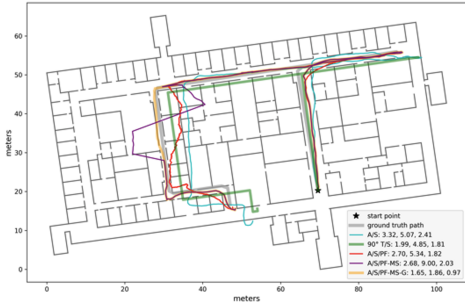 60
50
40
30
20
10
0
meters
0
20
40
60
80
100
meters
start point
ground truth path
A/S: 3.32, 5.07, 2.41
90° T/S: 1.99, 4.85, 1.81
A/S/PF: 2.70, 5.34, 1.82
A/S/PF-MS: 2.68, 9.00, 2.03
A/S/PF-MS-G: 1.65, 1.86, 0.97